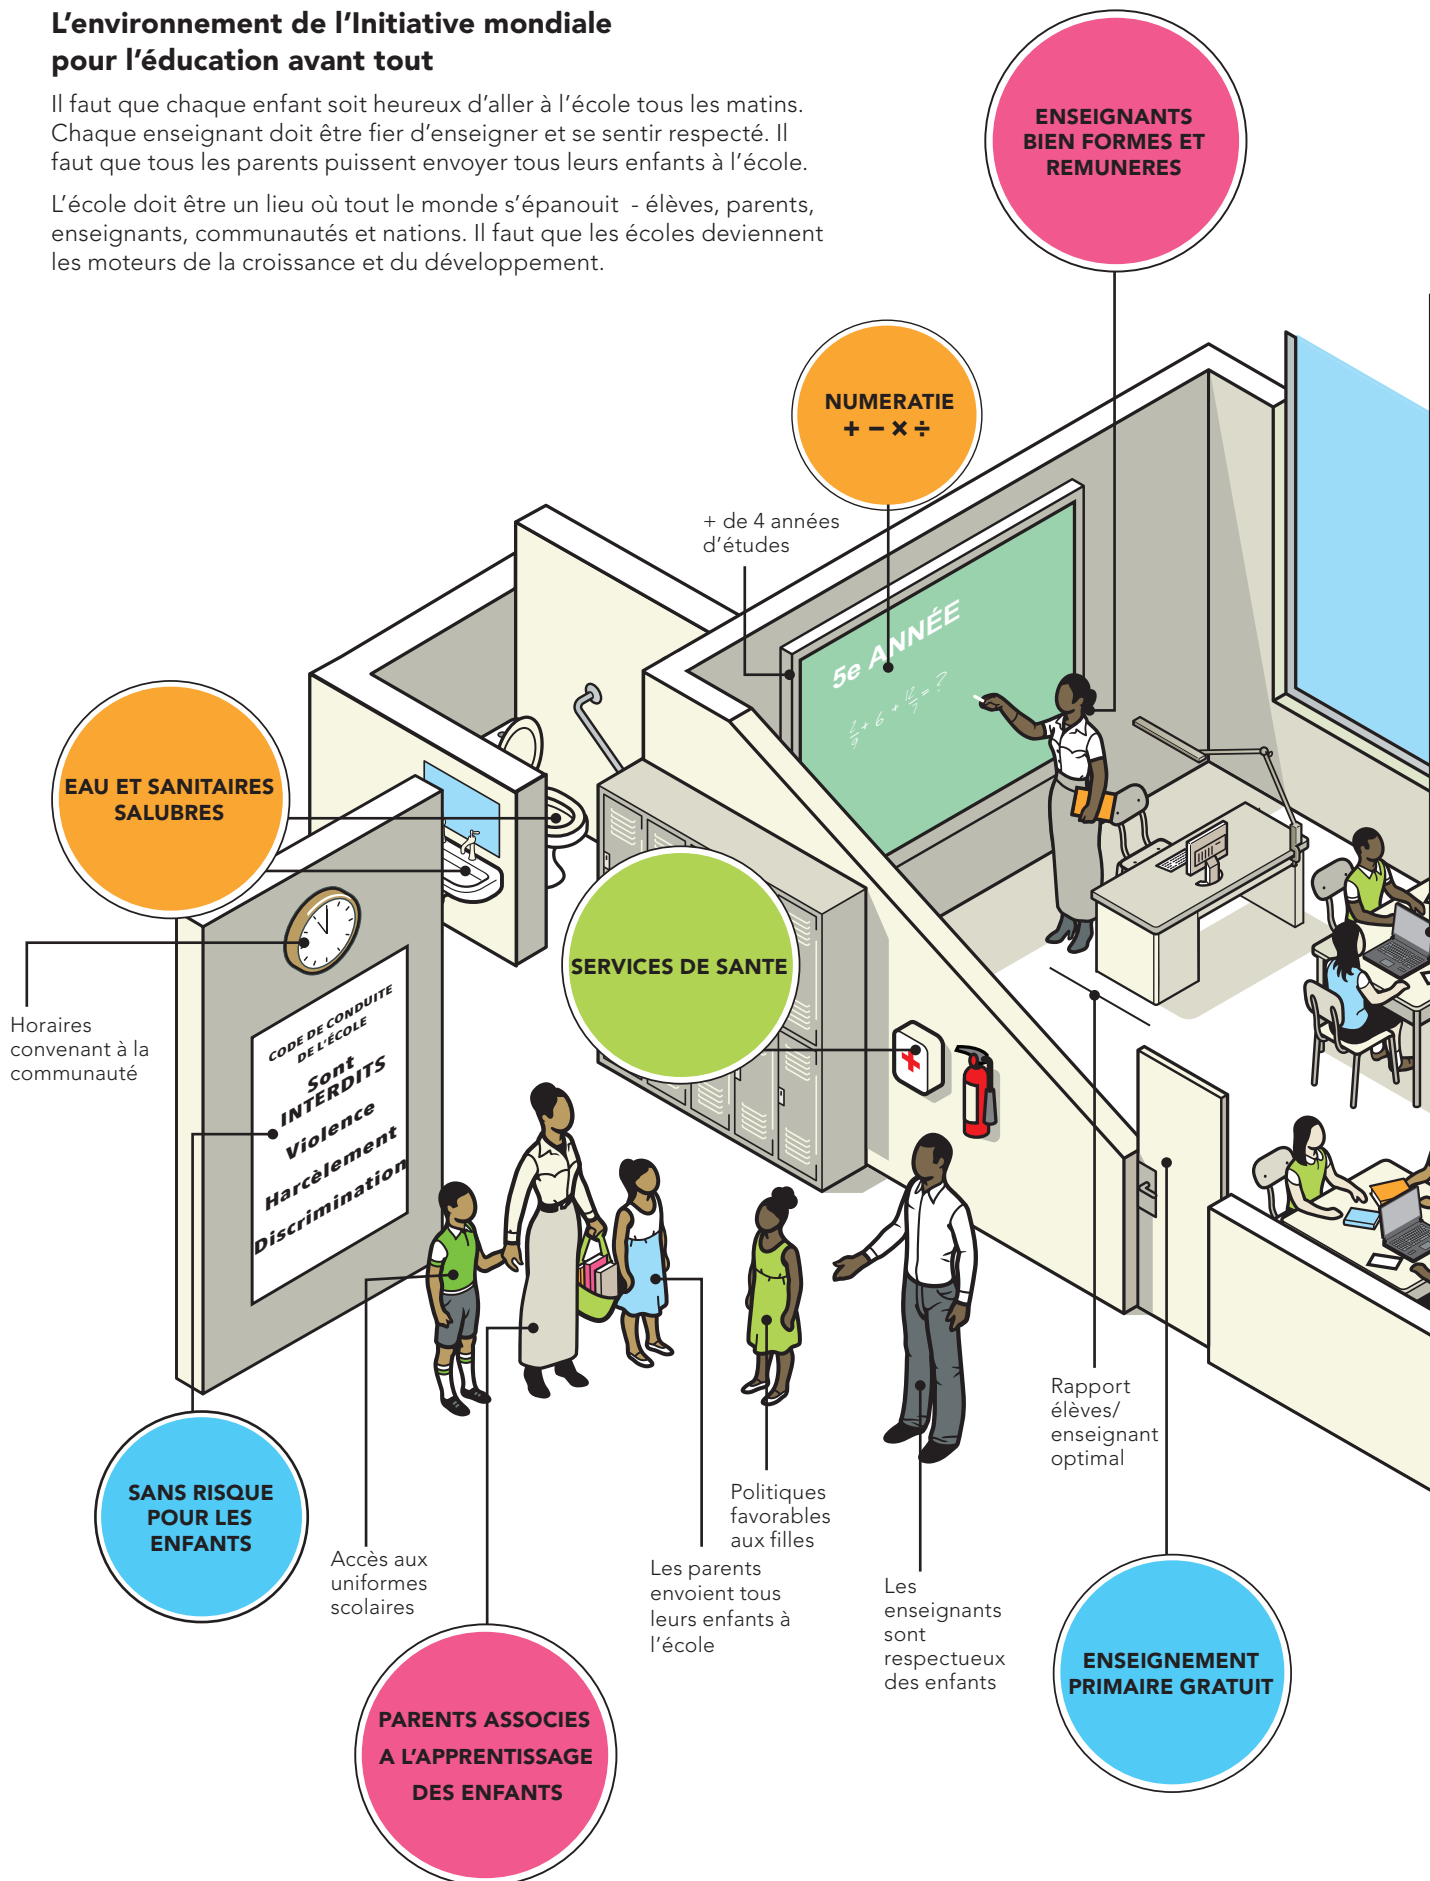 L'environnement de l'Initiative mondiale
pour l'éducation avant tout
Il faut que chaque enfant soit heureux d'aller à l'école tous les matins.
Chaque enseignant doit être fier d'enseigner et se sentir respecté. Il
faut que tous les parents puissent envoyer tous leurs enfants à l'école.
L'école doit être un lieu où tout le monde s'épanouit  - élèves, parents,
enseignants, communautés et nations. Il faut que les écoles deviennent
les moteurs de la croissance et du développement.
ENSEIGNANTS
BIEN FORMES ET
REMUNERES
NUMERATIE
+ − × ÷
+ de 4 années
d'études
5e ANNÉE
2/9 + 6 + 12/7 = ?
EAU ET SANITAIRES
SALUBRES
SERVICES DE SANTE
Horaires
convenant à la
communauté
CODE DE CONDUITE
DE L'ÉCOLE
Sont
INTERDITS
Violence
Harcèlement
Discrimination
SANS RISQUE
POUR LES
ENFANTS
Accès aux
uniformes
scolaires
PARENTS ASSOCIES
A L'APPRENTISSAGE
DES ENFANTS
Les parents
envoient tous
leurs enfants à
l'école
Politiques
favorables
aux filles
Les
enseignants
sont
respectueux
des enfants
Rapport
élèves/
enseignant
optimal
ENSEIGNEMENT
PRIMAIRE GRATUIT